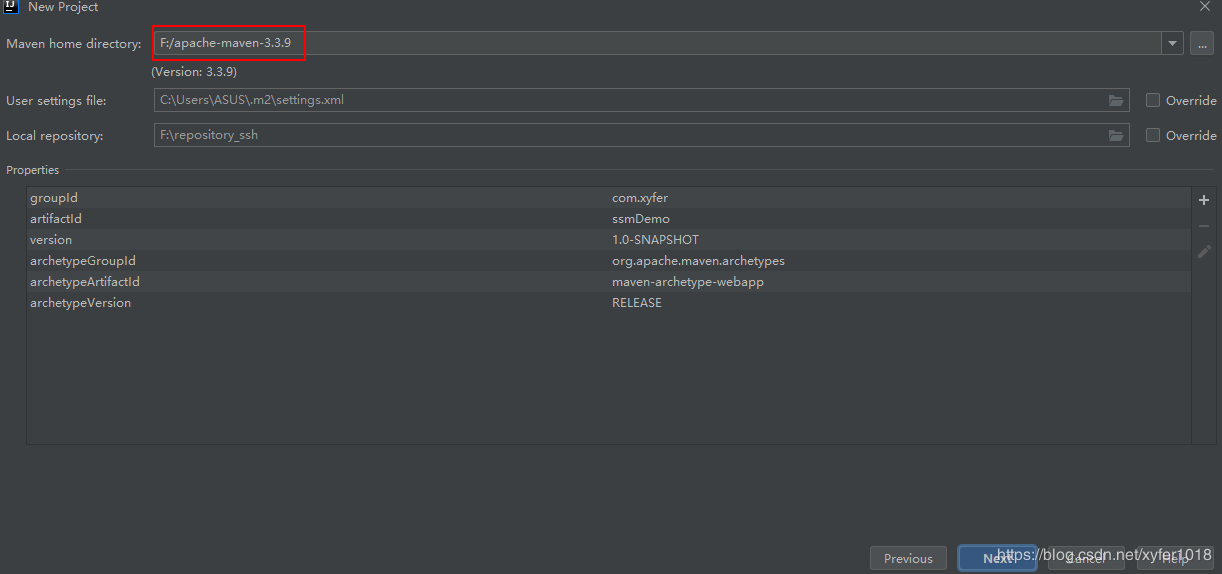 New Project
Maven home directory: F:/apache-maven-3.3.9 ...
(Version: 3.3.9)
User settings file: C:\Users\ASUS\.m2\settings.xml Override
Local repository: F:\repository_ssh Override
Properties
groupId com.xyfer
artifactId ssmDemo
version 1.0-SNAPSHOT
archetypeGroupId org.apache.maven.archetypes
archetypeArtifactId maven-archetype-webapp
archetypeVersion RELEASE
Previous Next Cancel Help
https://blog.csdn.net/xyfer1018